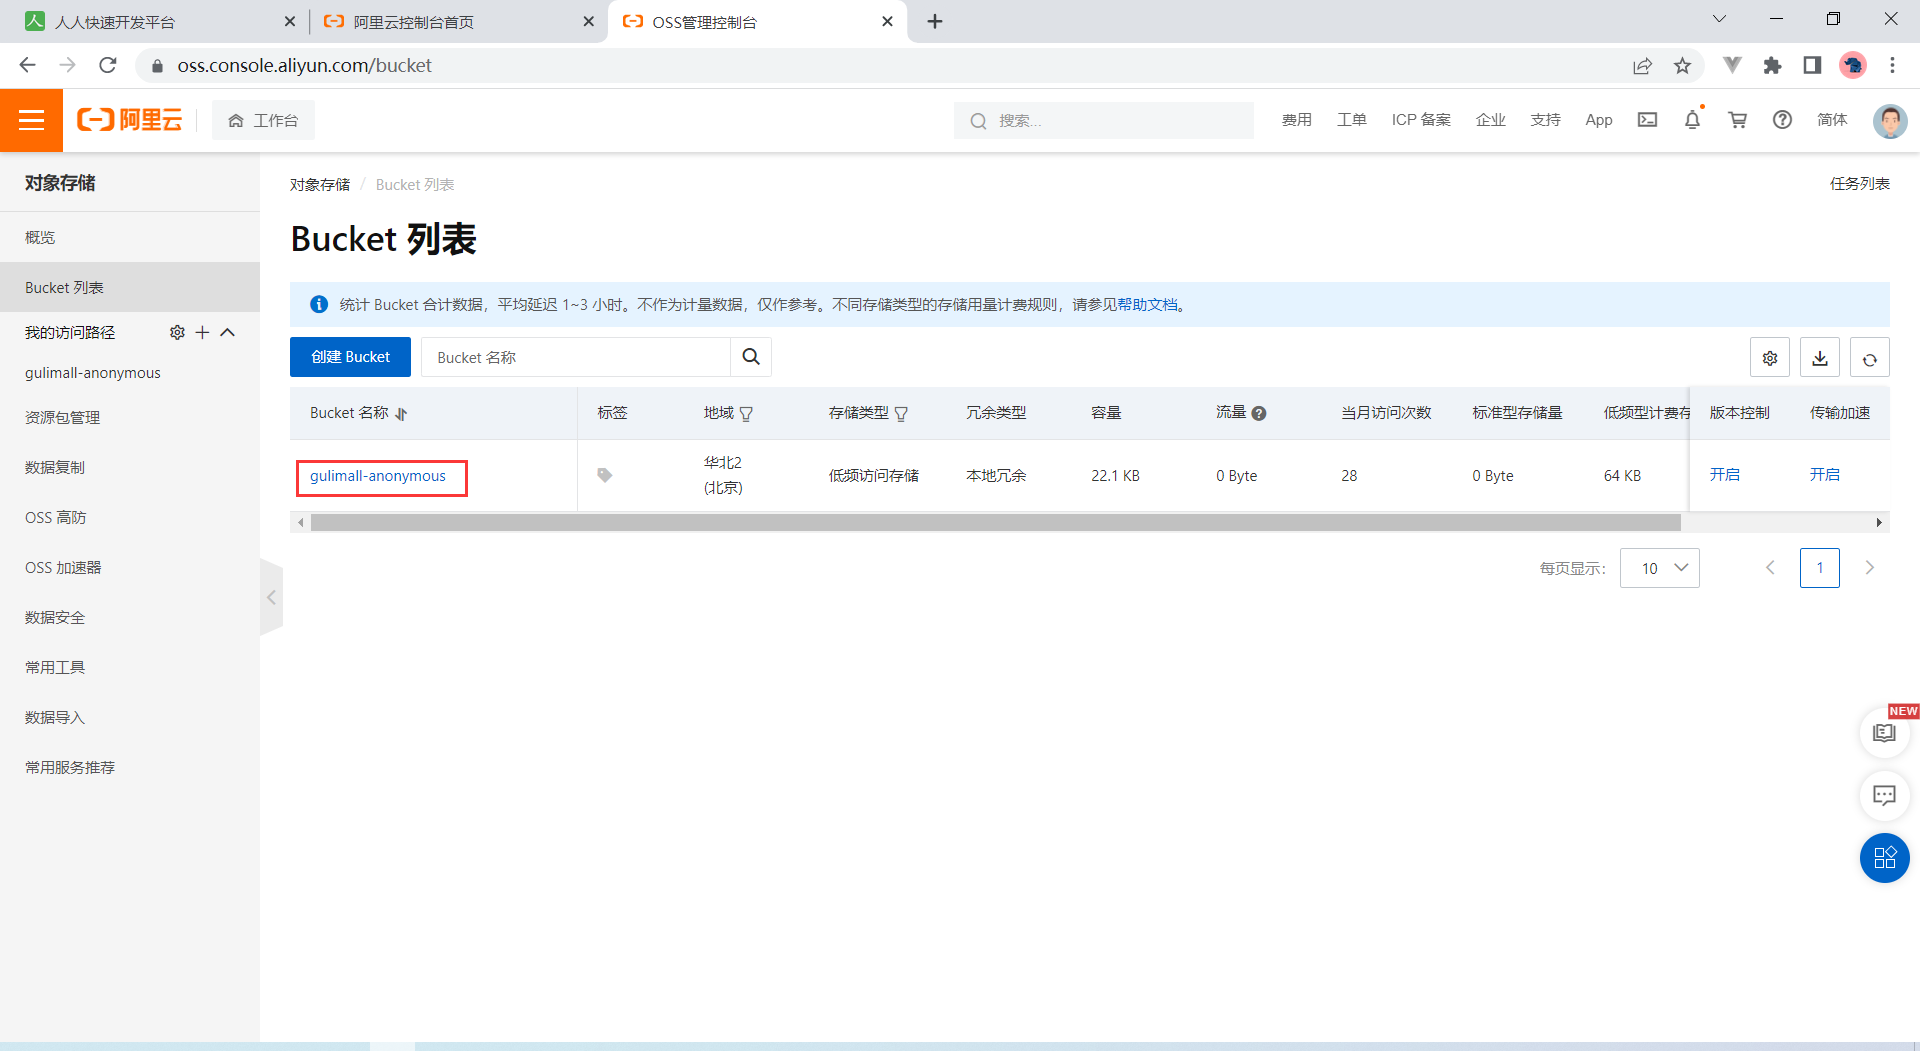 人人快速开发平台
阿里云控制台首页
OSS管理控制台
oss.console.aliyun.com/bucket
阿里云
工作台
搜索...
费用
工单
ICP 备案
企业
支持
App
简体
对象存储
概览
Bucket 列表
我的访问路径
gulimall-anonymous
资源包管理
数据复制
OSS 高防
OSS 加速器
数据安全
常用工具
数据导入
常用服务推荐
对象存储 / Bucket 列表
任务列表
Bucket 列表
统计 Bucket 合计数据，平均延迟 1~3 小时。不作为计量数据，仅作参考。不同存储类型的存储用量计费规则，请参见帮助文档。
创建 Bucket
Bucket 名称
Bucket 名称
标签
地域
存储类型
冗余类型
容量
流量
当月访问次数
标准型存储量
低频型计费存
版本控制
传输加速
gulimall-anonymous
华北2
(北京)
低频访问存储
本地冗余
22.1 KB
0 Byte
28
0 Byte
64 KB
开启
开启
每页显示：
10
1
NEW